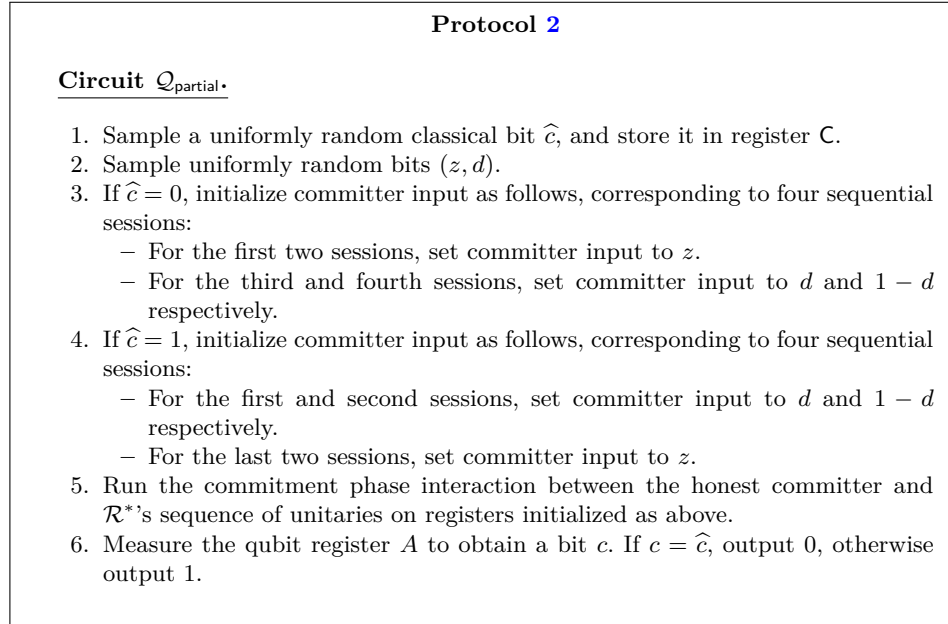 Protocol 2
Circuit 𝒬partial.
1. Sample a uniformly random classical bit ĉ, and store it in register C.
2. Sample uniformly random bits (z, d).
3. If ĉ = 0, initialize committer input as follows, corresponding to four sequential
sessions:
– For the first two sessions, set committer input to z.
– For the third and fourth sessions, set committer input to d and 1 − d
respectively.
4. If ĉ = 1, initialize committer input as follows, corresponding to four sequential
sessions:
– For the first and second sessions, set committer input to d and 1 − d
respectively.
– For the last two sessions, set committer input to z.
5. Run the commitment phase interaction between the honest committer and
ℛ*'s sequence of unitaries on registers initialized as above.
6. Measure the qubit register A to obtain a bit c. If c = ĉ, output 0, otherwise
output 1.